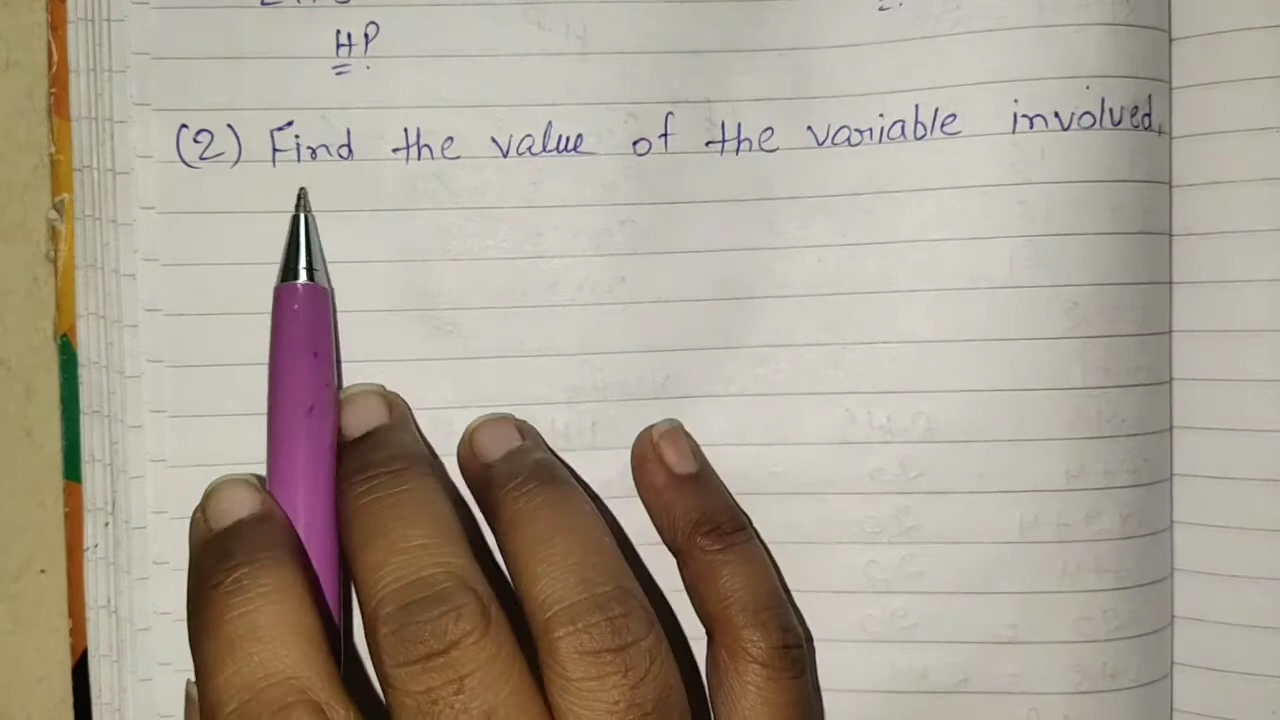 HP
(2) Find the value of the variable involved.